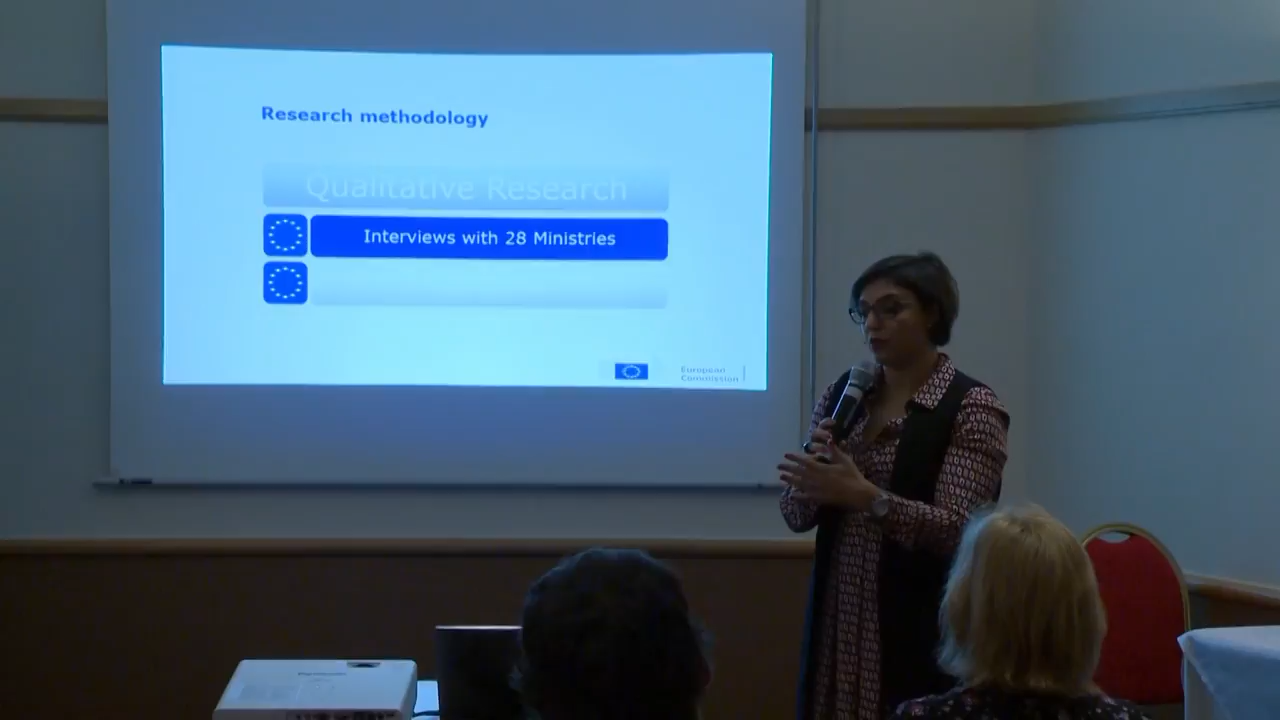 Research methodology
Qualitative Research
Interviews with 28 Ministries
European
Commission